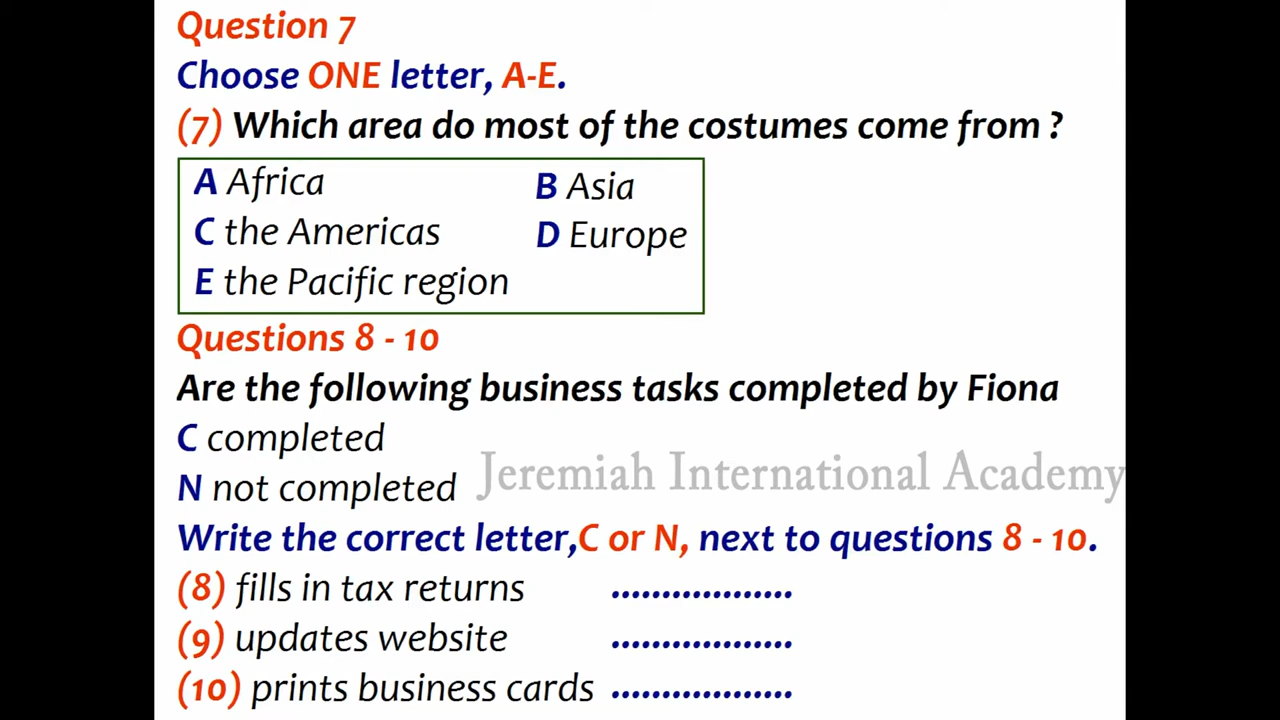 Question 7
Choose ONE letter, A-E.
(7) Which area do most of the costumes come from ?
A Africa B Asia
C the Americas D Europe
E the Pacific region
Questions 8 - 10
Are the following business tasks completed by Fiona
C completed
N not completed
Jeremiah International Academy
Write the correct letter,C or N, next to questions 8 - 10.
(8) fills in tax returns ..................
(9) updates website ..................
(10) prints business cards ..................